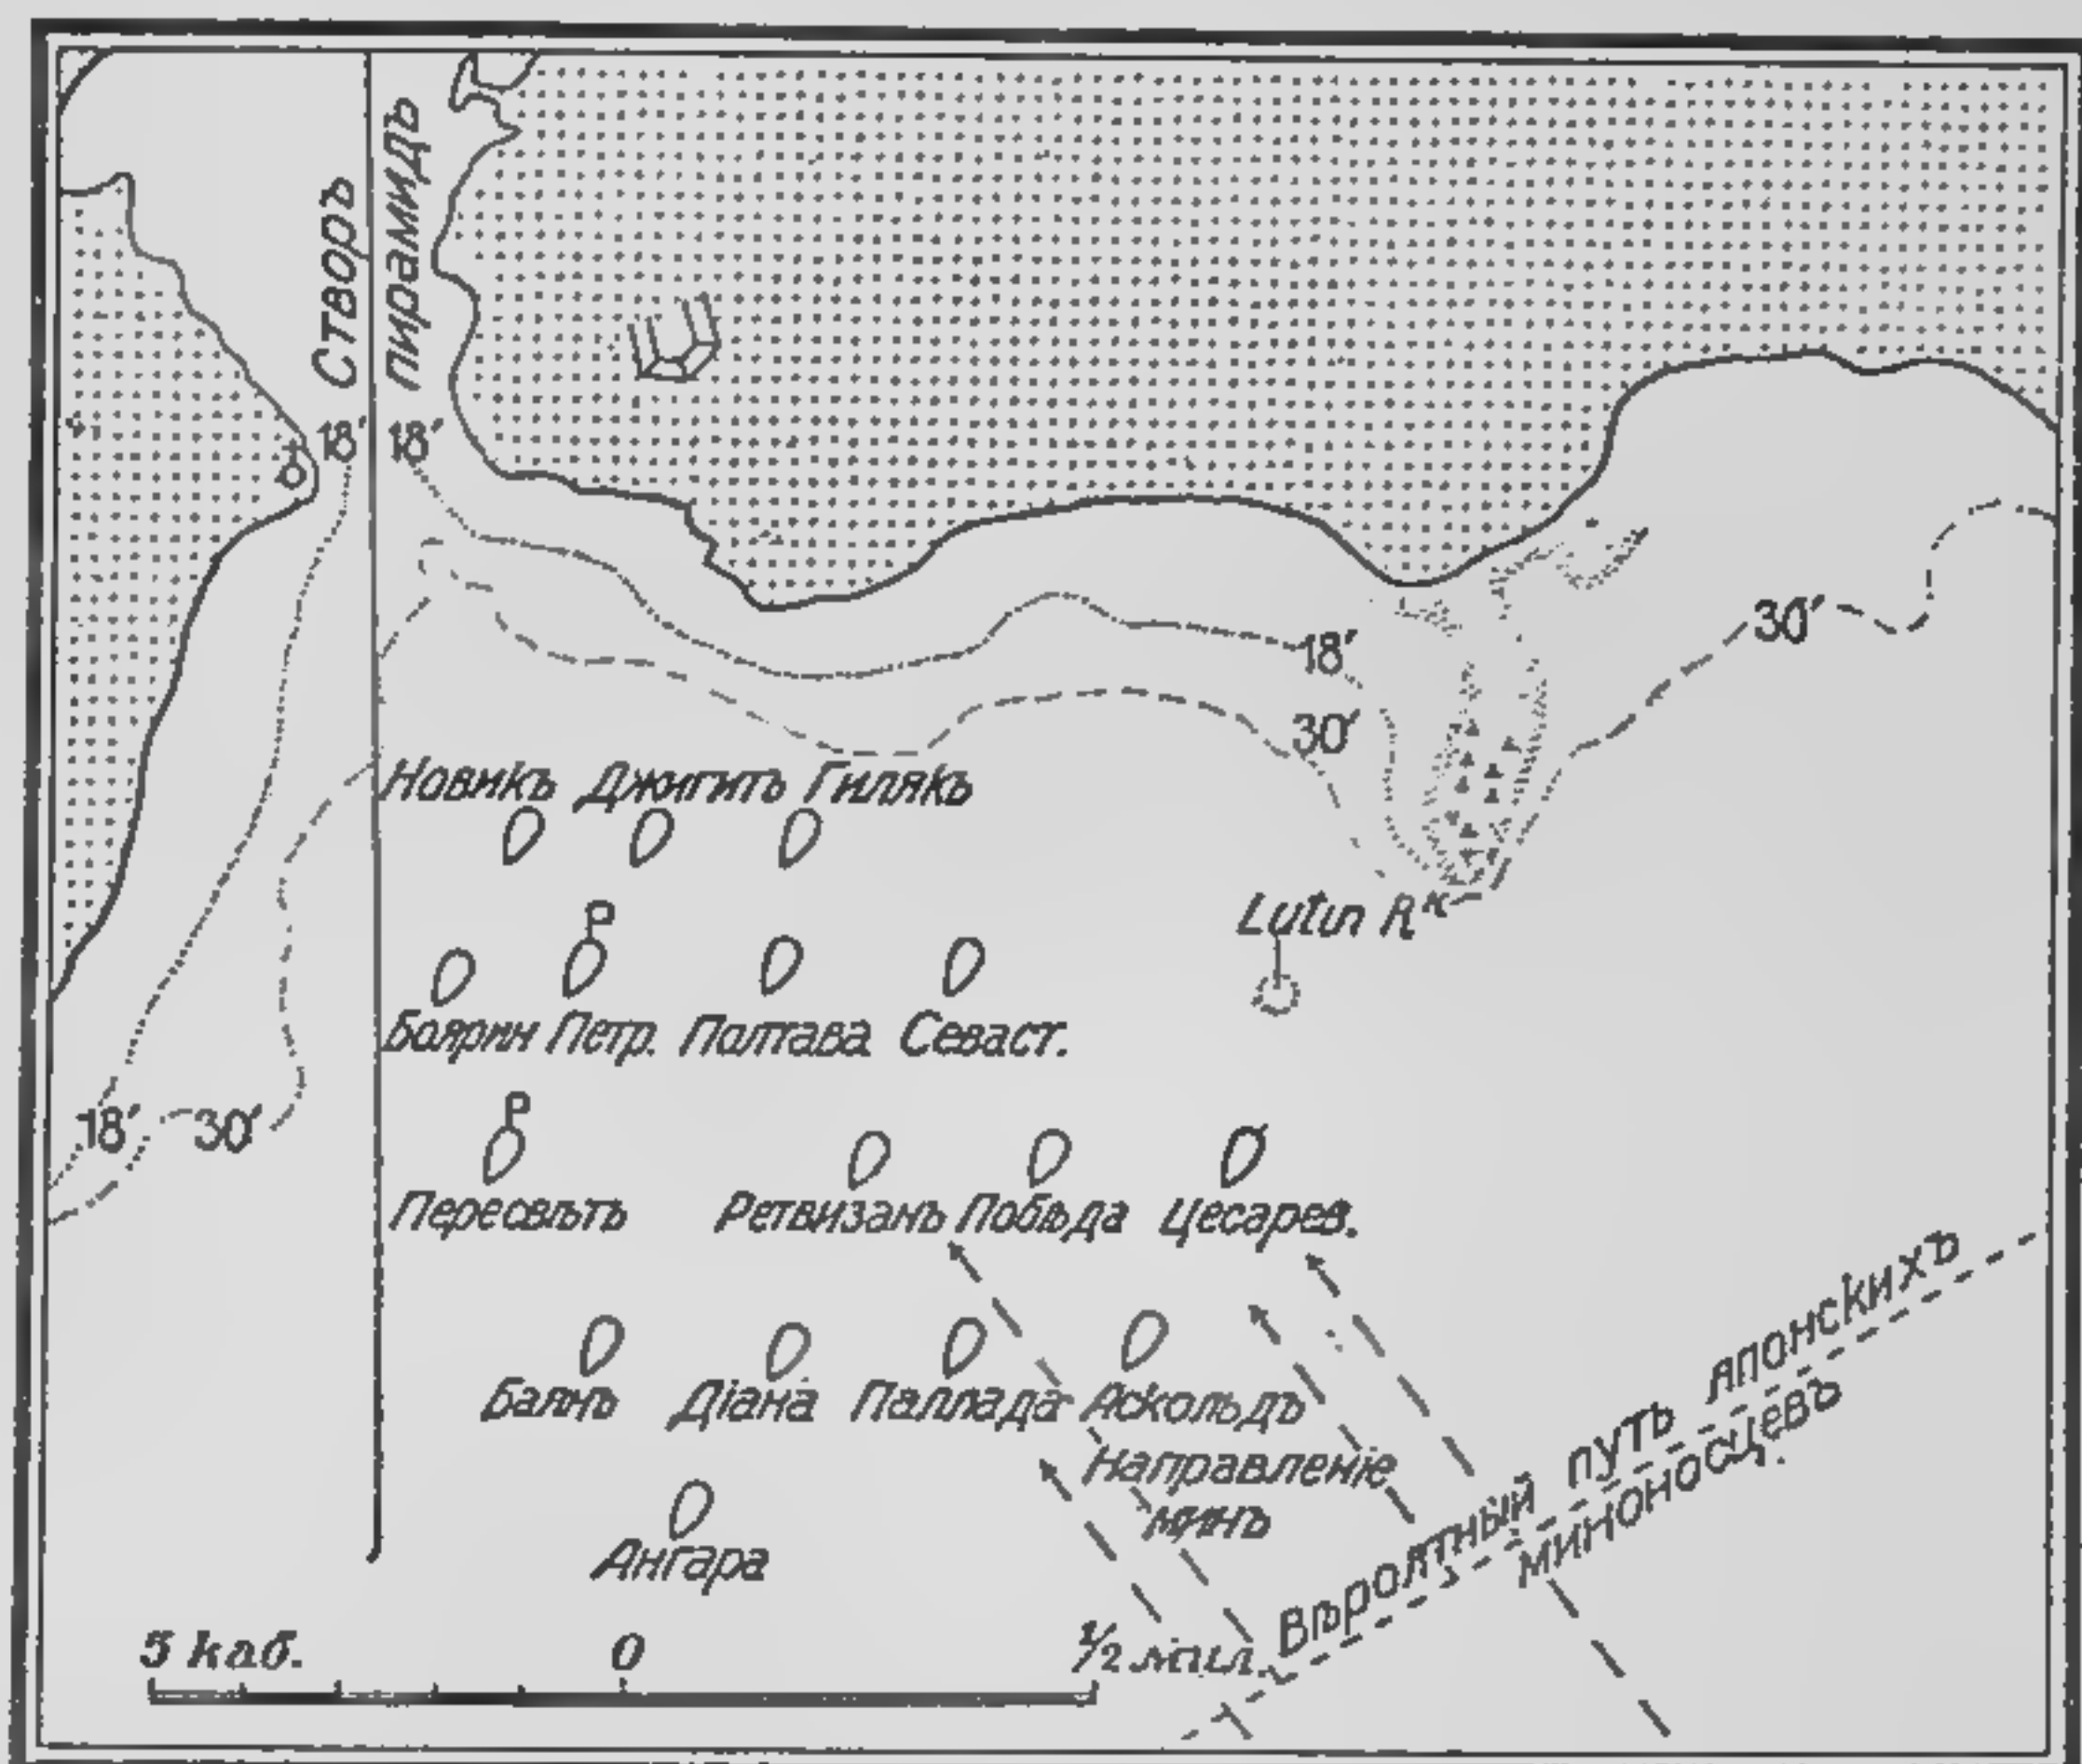 Створъ
пирамидъ
18′ 18′
18′
30′
30′
Новикъ Джигитъ Гилякъ
Lutin Rᵏ
Бояринъ Петр. Полтава Севаст.
18′ 30′
Пересвѣтъ Ретвизанъ Побѣда Цесарев.
Баянъ Діана Паллада Аскольдъ
Направленіе
минъ
Ангара
Вѣроятный путь японскихъ
миноносцевъ.
5 каб. 0 ½ мил.